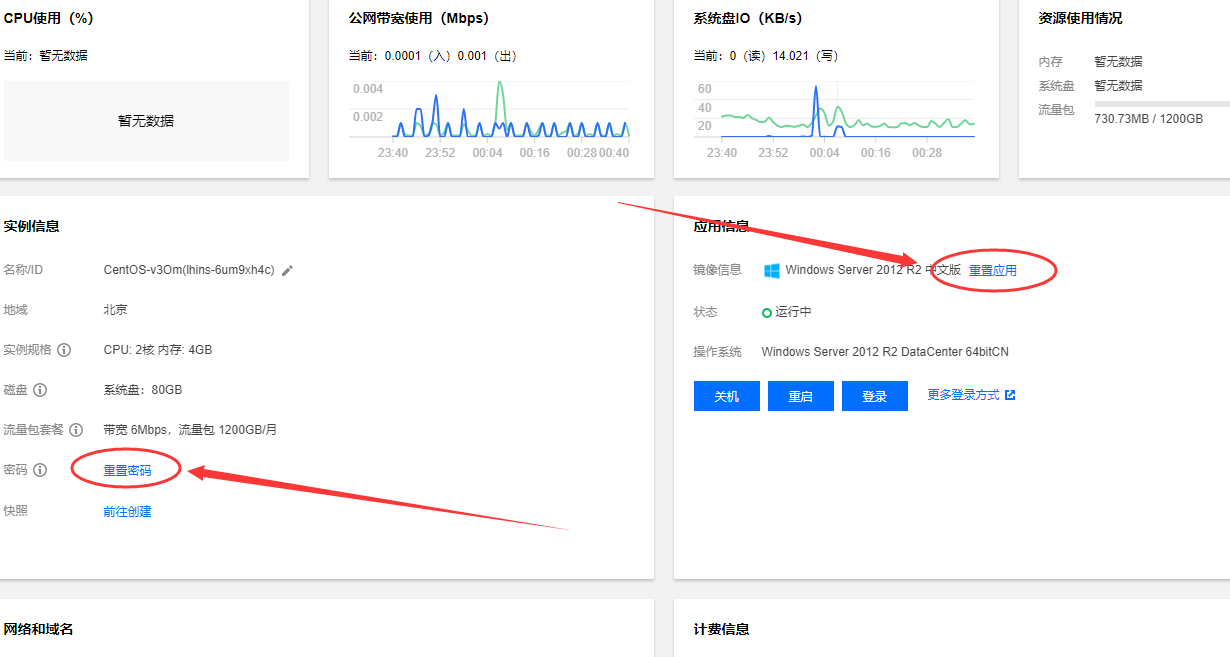 CPU使用（%）
当前：暂无数据
暂无数据
公网带宽使用（Mbps）
当前：0.0001（入）0.001（出）
0.004
0.002
23:40 23:52 00:04 00:16 00:28 00:40
系统盘IO（KB/s）
当前：0（读）14.021（写）
60
40
20
23:40 23:52 00:04 00:16 00:28
资源使用情况
内存 暂无数据
系统盘 暂无数据
流量包
730.73MB / 1200GB
实例信息
名称/ID CentOS-v3Om(lhins-6um9xh4c)
地域 北京
实例规格 CPU: 2核 内存: 4GB
磁盘 系统盘：80GB
流量包套餐 带宽 6Mbps，流量包 1200GB/月
密码 重置密码
快照 前往创建
应用信息
镜像信息 Windows Server 2012 R2 中文版 重置应用
状态 运行中
操作系统 Windows Server 2012 R2 DataCenter 64bitCN
关机 重启 登录 更多登录方式
网络和域名
计费信息